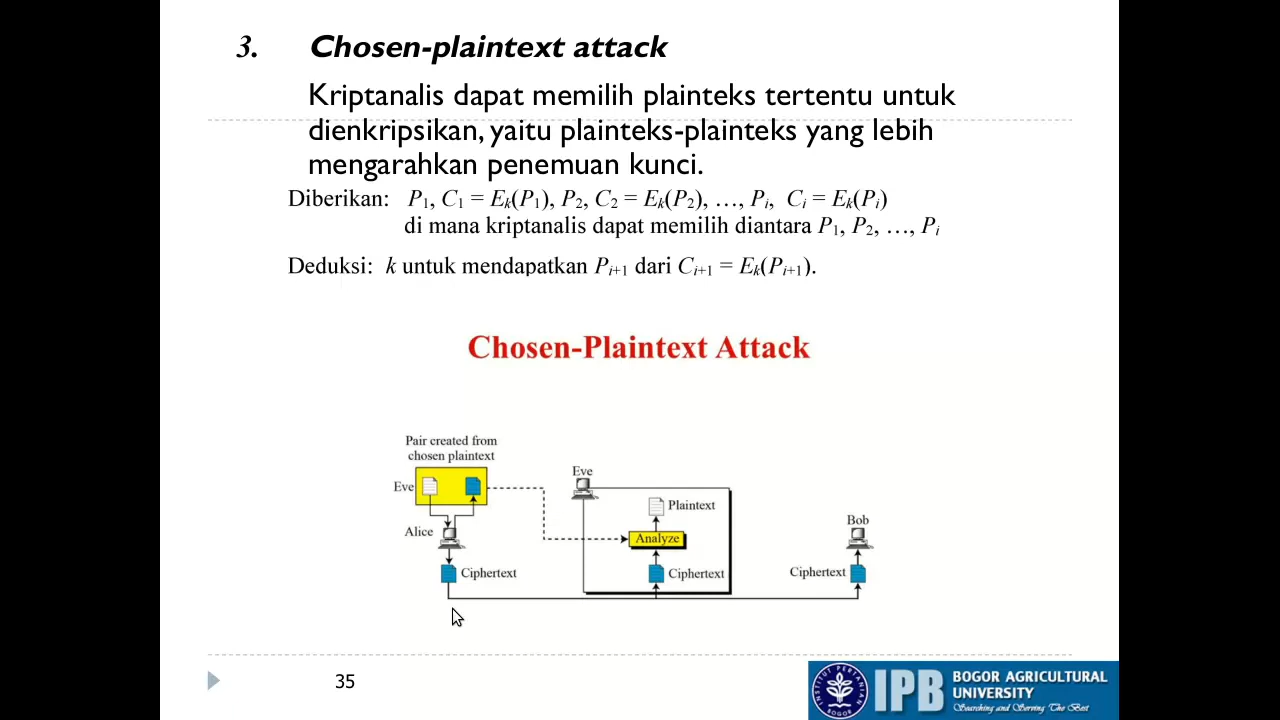 3. Chosen-plaintext attack
Kriptanalis dapat memilih plainteks tertentu untuk
dienkripsikan, yaitu plainteks-plainteks yang lebih
mengarahkan penemuan kunci.
Diberikan: P1, C1 = Ek(P1), P2, C2 = Ek(P2), …, Pi, Ci = Ek(Pi)
di mana kriptanalis dapat memilih diantara P1, P2, …, Pi
Deduksi: k untuk mendapatkan Pi+1 dari Ci+1 = Ek(Pi+1).
Chosen-Plaintext Attack
Pair created from
chosen plaintext
Eve
Alice
Ciphertext
Eve
Plaintext
Analyze
Ciphertext
Bob
Ciphertext
35
INSTITUT PERTANIAN
BOGOR
IPB
BOGOR AGRICULTURAL
UNIVERSITY
Searching and Serving The Best